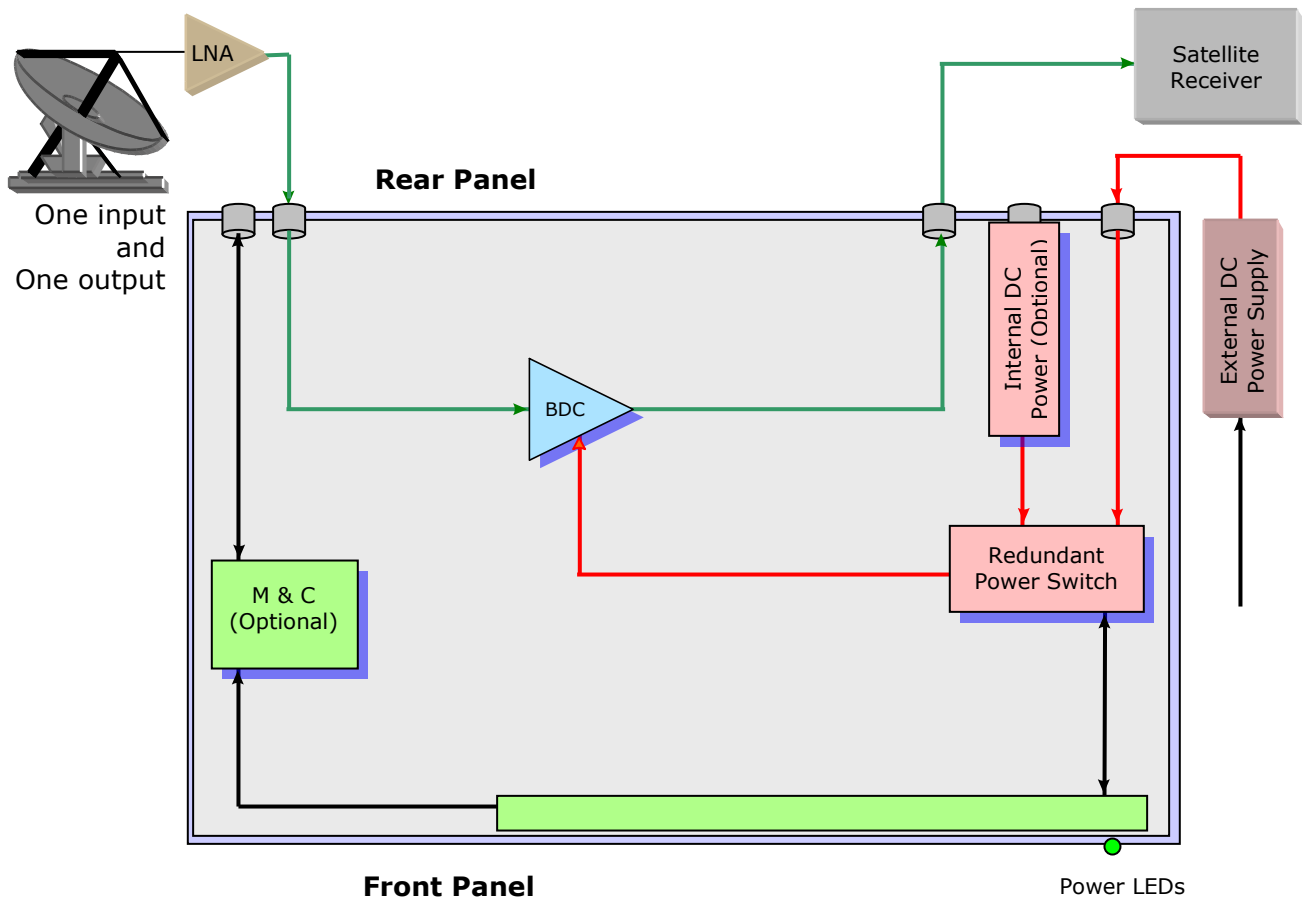 LNA
Satellite
Receiver
Rear Panel
One input
and
One output
Internal DC
Power (Optional)
External DC
Power Supply
BDC
Redundant
Power Switch
M & C
(Optional)
Front Panel
Power LEDs